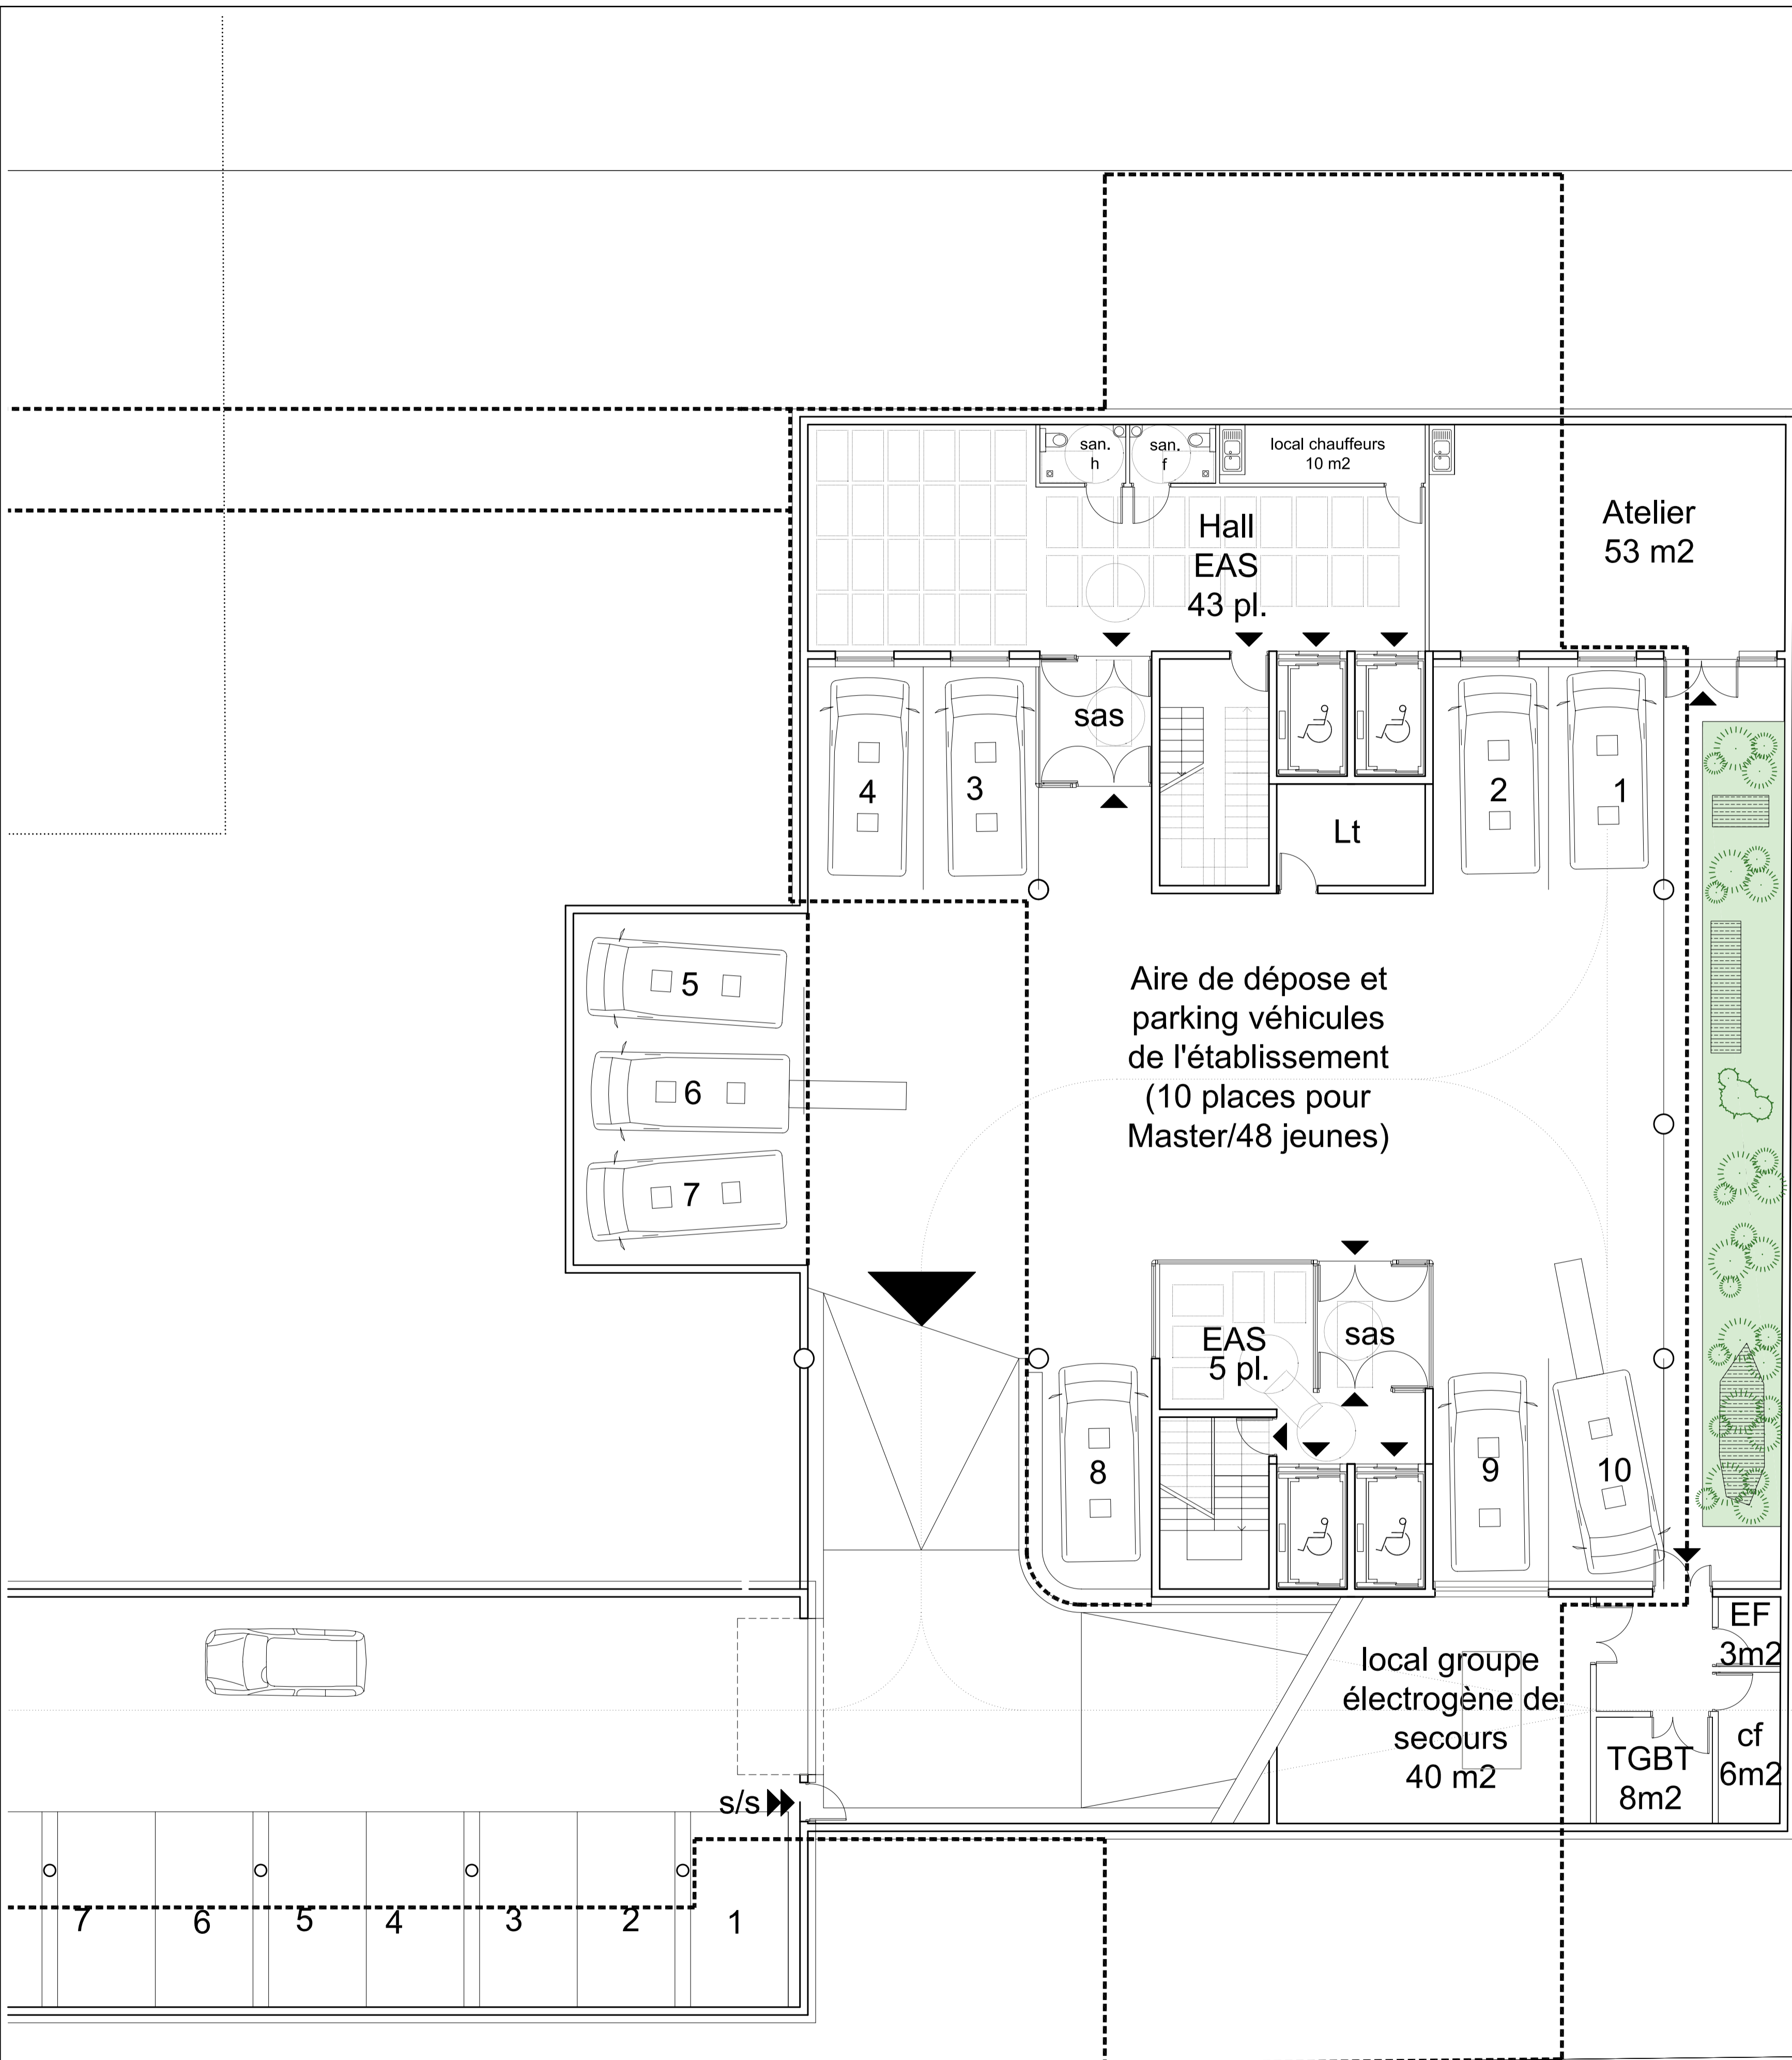 san.
h
san.
f
local chauffeurs
10 m2
Hall
EAS
43 pl.
Atelier
53 m2
sas
4
3
2
1
Lt
5
6
7
Aire de dépose et
parking véhicules
de l'établissement
(10 places pour
Master/48 jeunes)
EAS
5 pl.
sas
8
9
10
local groupe
électrogène de
secours
40 m2
EF
3m2
TGBT
8m2
cf
6m2
s/s
7
6
5
4
3
2
1